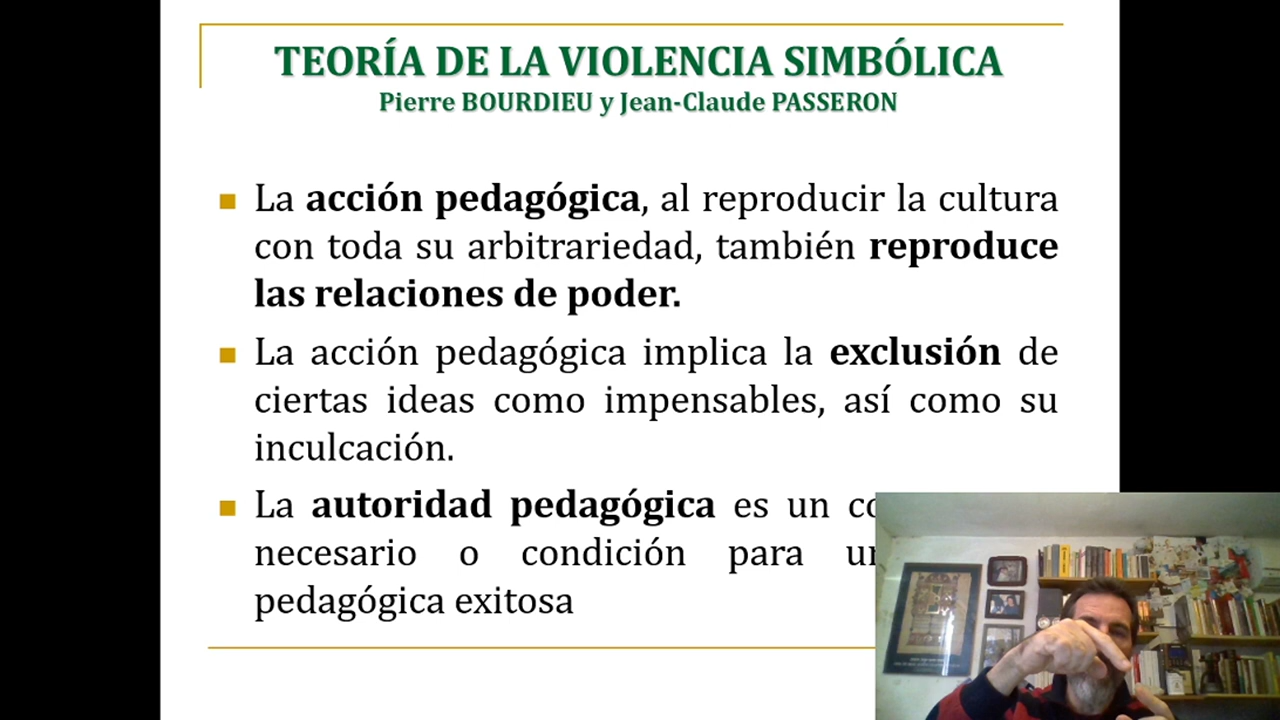 TEORÍA DE LA VIOLENCIA SIMBÓLICA
Pierre BOURDIEU y Jean-Claude PASSERON
La acción pedagógica, al reproducir la cultura
con toda su arbitrariedad, también reproduce
las relaciones de poder.
La acción pedagógica implica la exclusión de
ciertas ideas como impensables, así como su
inculcación.
La autoridad pedagógica es un
necesario o condición para
pedagógica exitosa